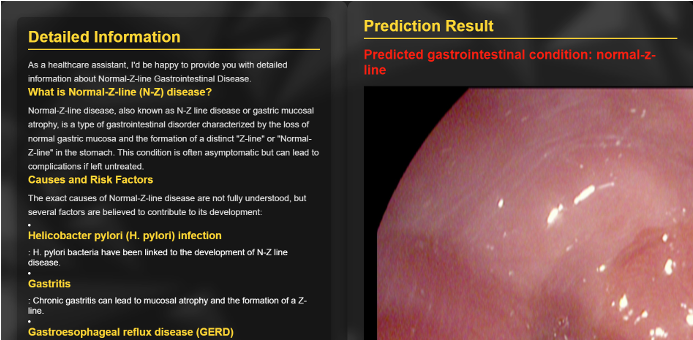 Detailed Information
As a healthcare assistant, I'd be happy to provide you with detailed
information about Normal-Z-line Gastrointestinal Disease.
What is Normal-Z-line (N-Z) disease?
Normal-Z-line disease, also known as N-Z line disease or gastric mucosal
atrophy, is a type of gastrointestinal disorder characterized by the loss of
normal gastric mucosa and the formation of a distinct "Z-line" or "Normal-
Z-line" in the stomach. This condition is often asymptomatic but can lead to
complications if left untreated.
Causes and Risk Factors
The exact causes of Normal-Z-line disease are not fully understood, but
several factors are believed to contribute to its development:
•
Helicobacter pylori (H. pylori) infection
: H. pylori bacteria have been linked to the development of N-Z line
disease.
•
Gastritis
: Chronic gastritis can lead to mucosal atrophy and the formation of a Z-
line.
•
Gastroesophageal reflux disease (GERD)
Prediction Result
Predicted gastrointestinal condition: normal-z-
line